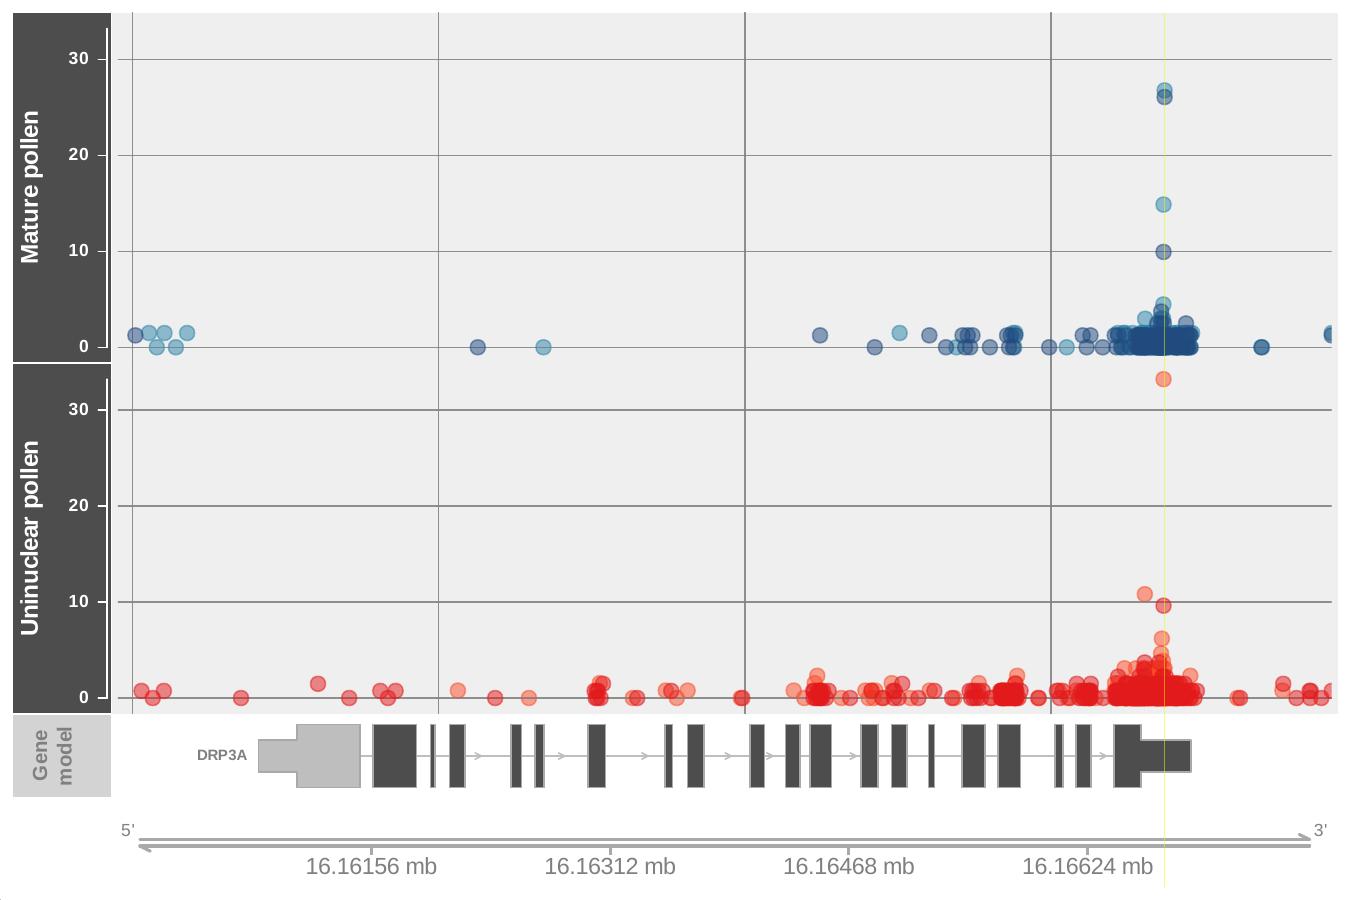 Mature pollen
30
20
10
0
Uninuclear pollen
30
20
10
0
Gene
model
DRP3A
5'
3'
16.16156 mb
16.16312 mb
16.16468 mb
16.16624 mb